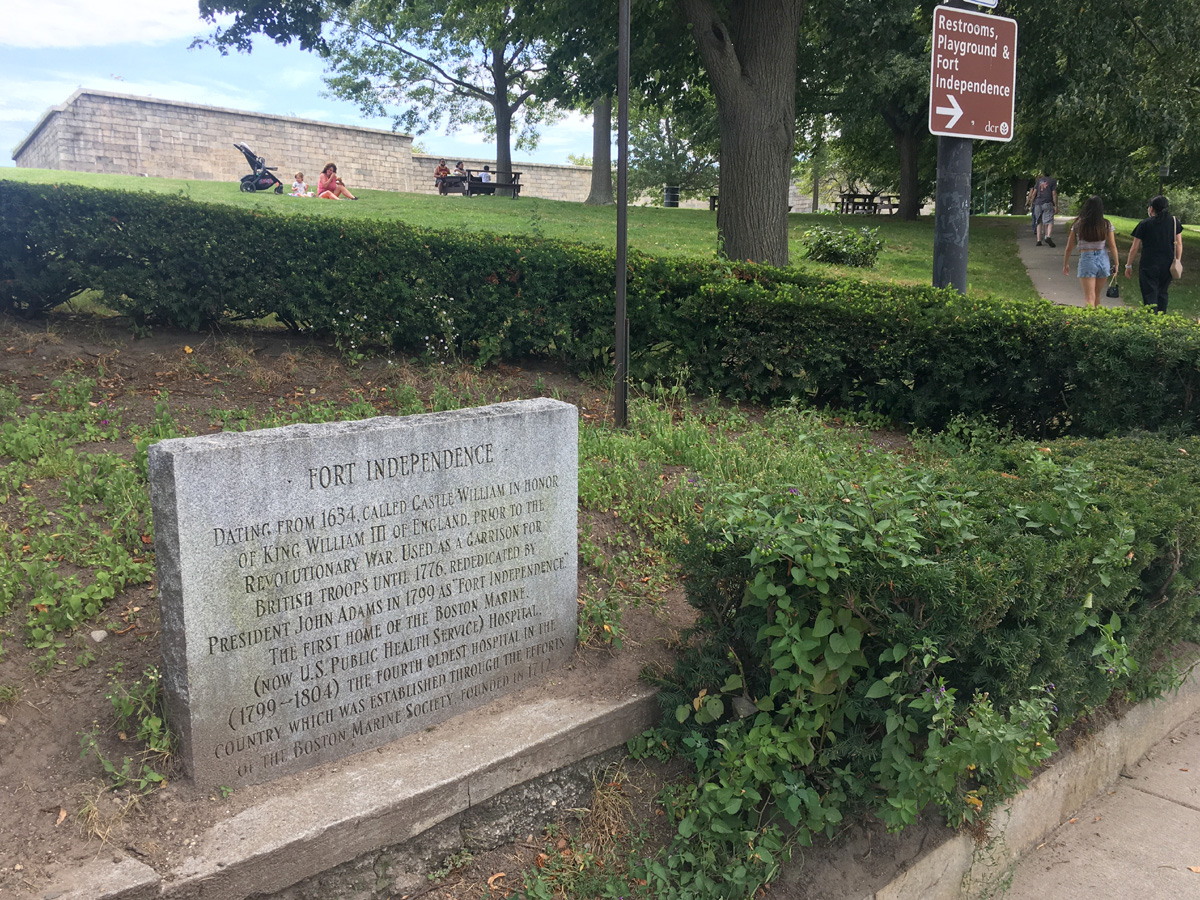 Restrooms,
Playground &
Fort
Independence
dcr
FORT INDEPENDENCE
DATING FROM 1634, CALLED CASTLE WILLIAM IN HONOR
OF KING WILLIAM III OF ENGLAND, PRIOR TO THE
REVOLUTIONARY WAR. USED AS A GARRISON FOR
BRITISH TROOPS UNTIL 1776, REDEDICATED BY
PRESIDENT JOHN ADAMS IN 1799 AS "FORT INDEPENDENCE"
THE FIRST HOME OF THE BOSTON MARINE,
(NOW U.S. PUBLIC HEALTH SERVICE) HOSPITAL,
(1799-1804) THE FOURTH OLDEST HOSPITAL IN THE
COUNTRY WHICH WAS ESTABLISHED THROUGH THE EFFORTS
OF THE BOSTON MARINE SOCIETY, FOUNDED IN 1742.